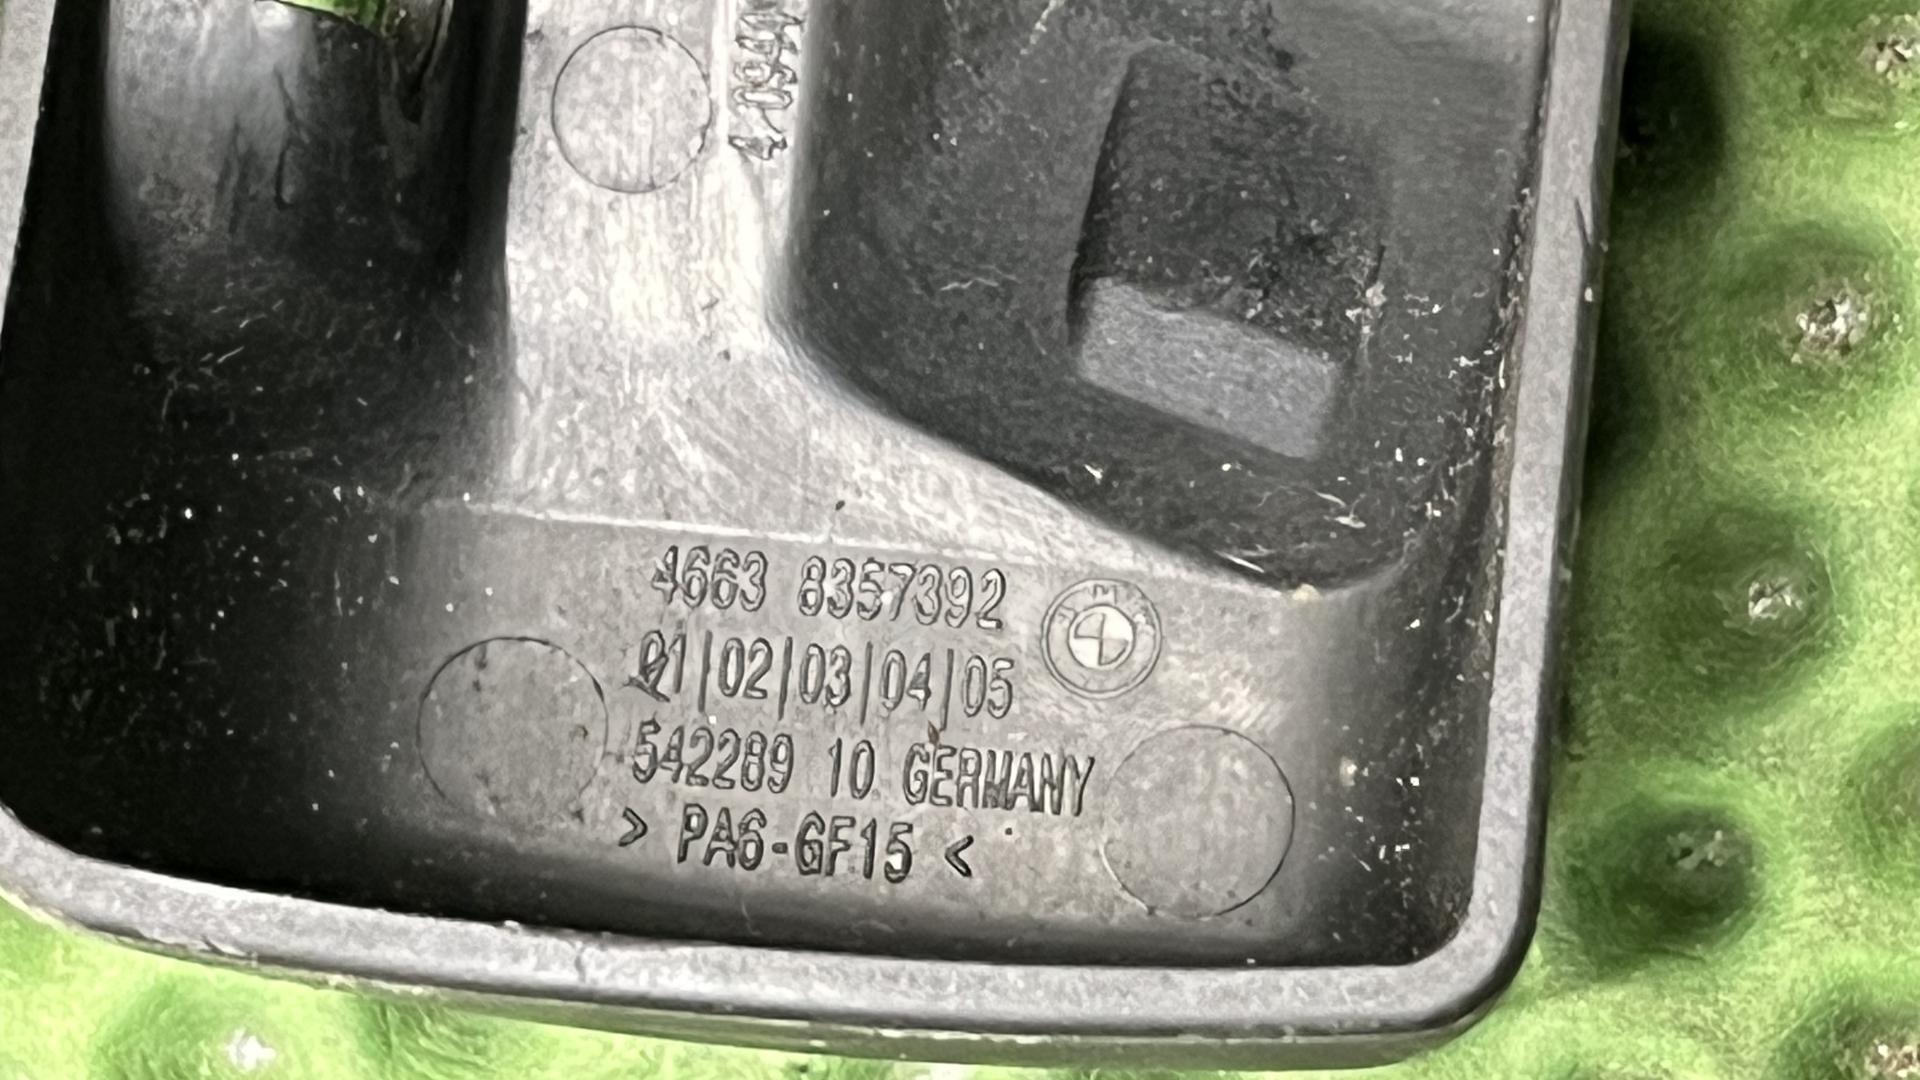 4663 8357392
01|02|03|04|05
542289 10 GERMANY
> PA6-GF15 <